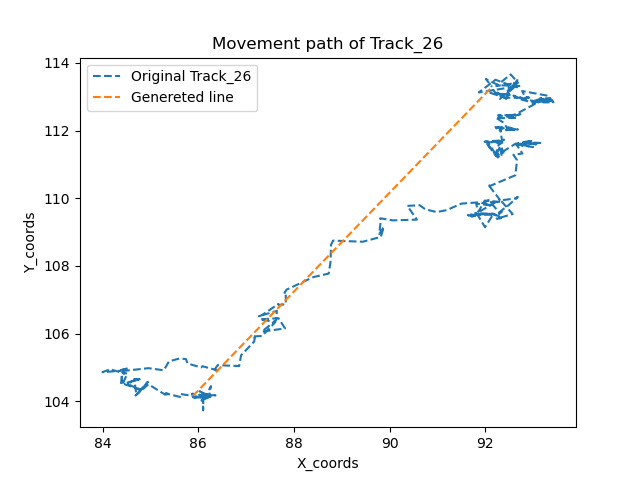 Movement path of Track_26
Original Track_26
Genereted line
114
112
110
108
106
104
Y_coords
84
86
88
90
92
X_coords